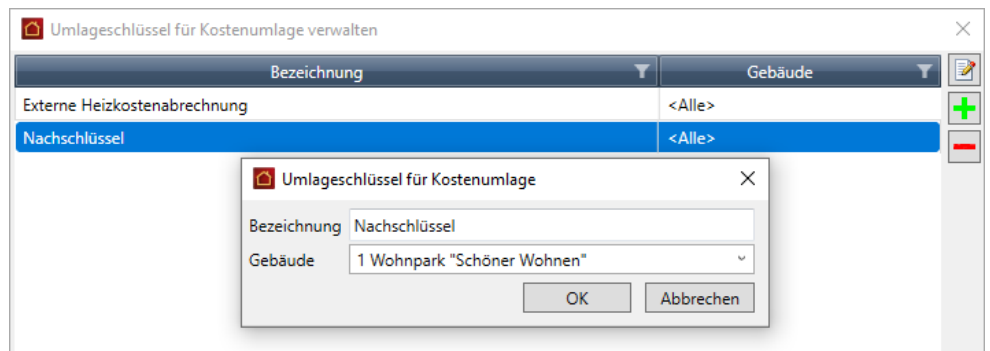 Umlageschlüssel für Kostenumlage verwalten
Bezeichnung Gebäude
Externe Heizkostenabrechnung <Alle>
Nachschlüssel <Alle>
Umlageschlüssel für Kostenumlage
Bezeichnung Nachschlüssel
Gebäude 1 Wohnpark "Schöner Wohnen"
OK Abbrechen